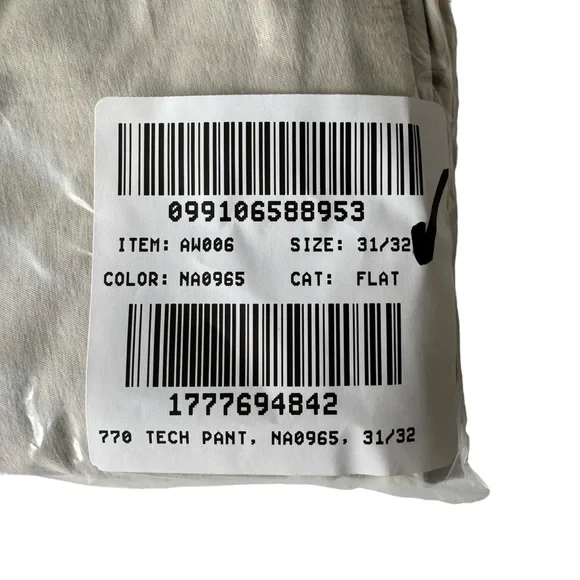 099106588953
ITEM: AW006 SIZE: 31/32
COLOR: NA0965 CAT: FLAT
1777694842
770 TECH PANT, NA0965, 31/32